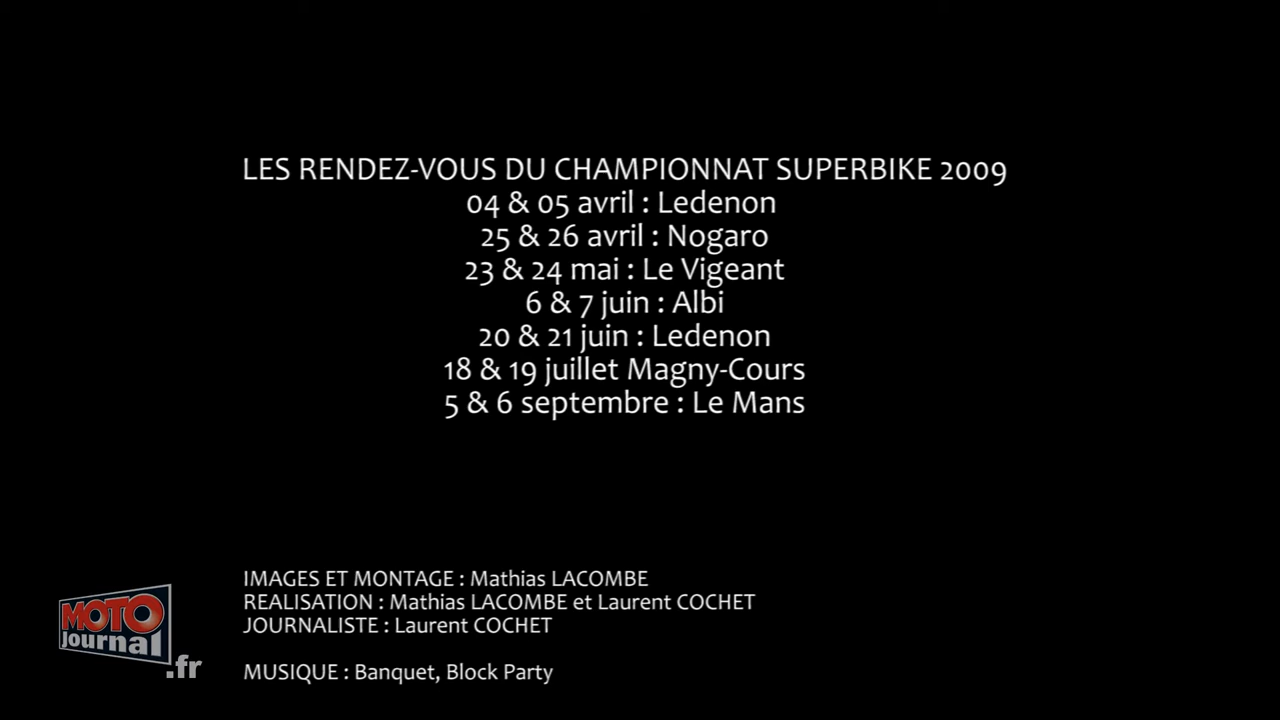 LES RENDEZ-VOUS DU CHAMPIONNAT SUPERBIKE 2009
04 & 05 avril : Ledenon
25 & 26 avril : Nogaro
23 & 24 mai : Le Vigeant
6 & 7 juin : Albi
20 & 21 juin : Ledenon
18 & 19 juillet Magny-Cours
5 & 6 septembre : Le Mans
IMAGES ET MONTAGE : Mathias LACOMBE
REALISATION : Mathias LACOMBE et Laurent COCHET
JOURNALISTE : Laurent COCHET
MUSIQUE : Banquet, Block Party
MOTO
journal
.fr